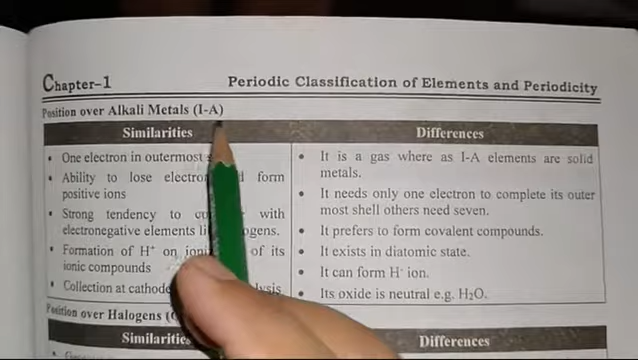 Chapter-1
Periodic Classification of Elements and Periodicity
Position over Alkali Metals (I-A)
Similarities
• One electron in outermost
• Ability to lose form
positive ions
• Strong tendency to with
electronegative elements
• Formation of H⁺ on of its
ionic compounds
• Collection at cathode
Differences
• It is a gas where as I-A elements are solid
metals.
• It needs only one electron to complete its outer
most shell others need seven.
• It prefers to form covalent compounds.
• It exists in diatomic state.
• It can form H⁻ ion.
• Its oxide is neutral e.g. H₂O.
Position over Halogens
Differences